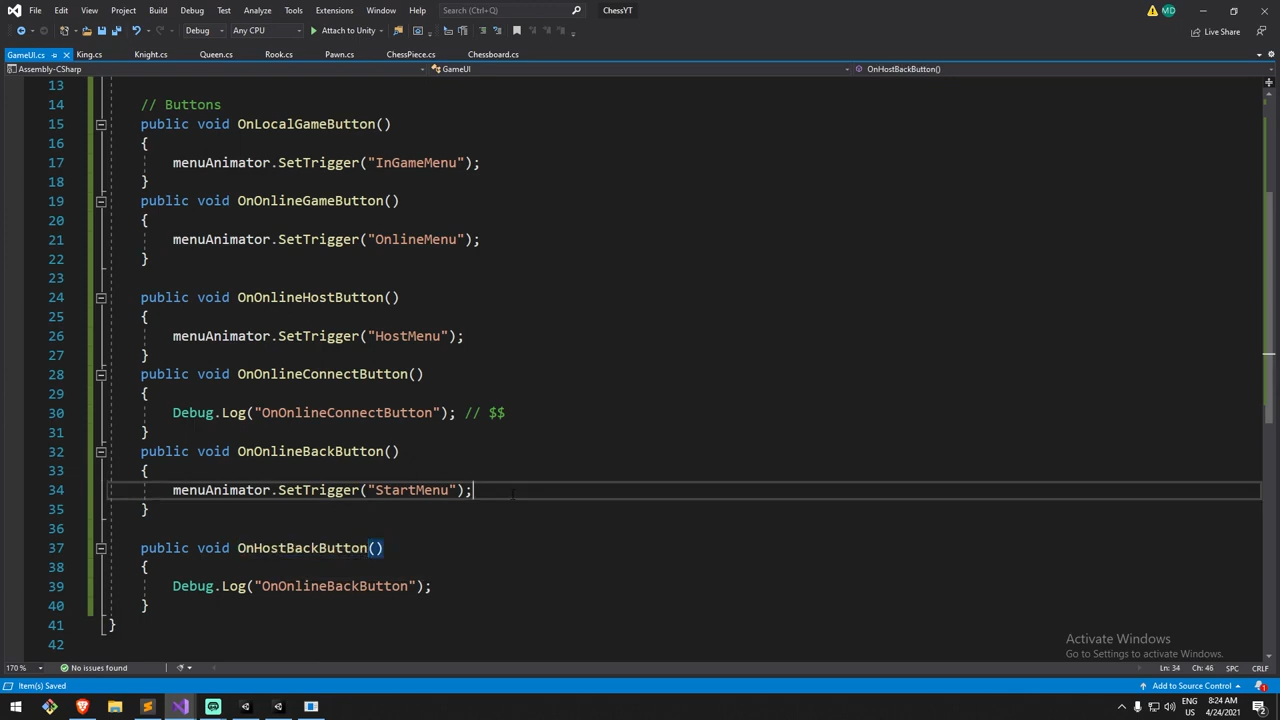 File Edit View Git Project Build Debug Test Analyze Tools Extensions Window Help Search (Ctrl+Q) ChessYT MD
Debug Any CPU Attach to Unity Live Share
GameUI.cs King.cs Knight.cs Queen.cs Rook.cs Pawn.cs ChessPiece.cs Chessboard.cs
Assembly-CSharp GameUI OnHostBackButton()
13
14 // Buttons
15 public void OnLocalGameButton()
16 {
17 menuAnimator.SetTrigger("InGameMenu");
18 }
19 public void OnOnlineGameButton()
20 {
21 menuAnimator.SetTrigger("OnlineMenu");
22 }
23
24 public void OnOnlineHostButton()
25 {
26 menuAnimator.SetTrigger("HostMenu");
27 }
28 public void OnOnlineConnectButton()
29 {
30 Debug.Log("OnOnlineConnectButton"); // $$
31 }
32 public void OnOnlineBackButton()
33 {
34 menuAnimator.SetTrigger("StartMenu");
35 }
36
37 public void OnHostBackButton()
38 {
39 Debug.Log("OnOnlineBackButton");
40 }
41 }
42
Activate Windows
Go to Settings to activate Windows.
170 % No issues found Ln: 34 Ch: 46 SPC CRLF
Item(s) Saved Add to Source Control 1
ENG 8:24 AM
US 4/24/2021 2